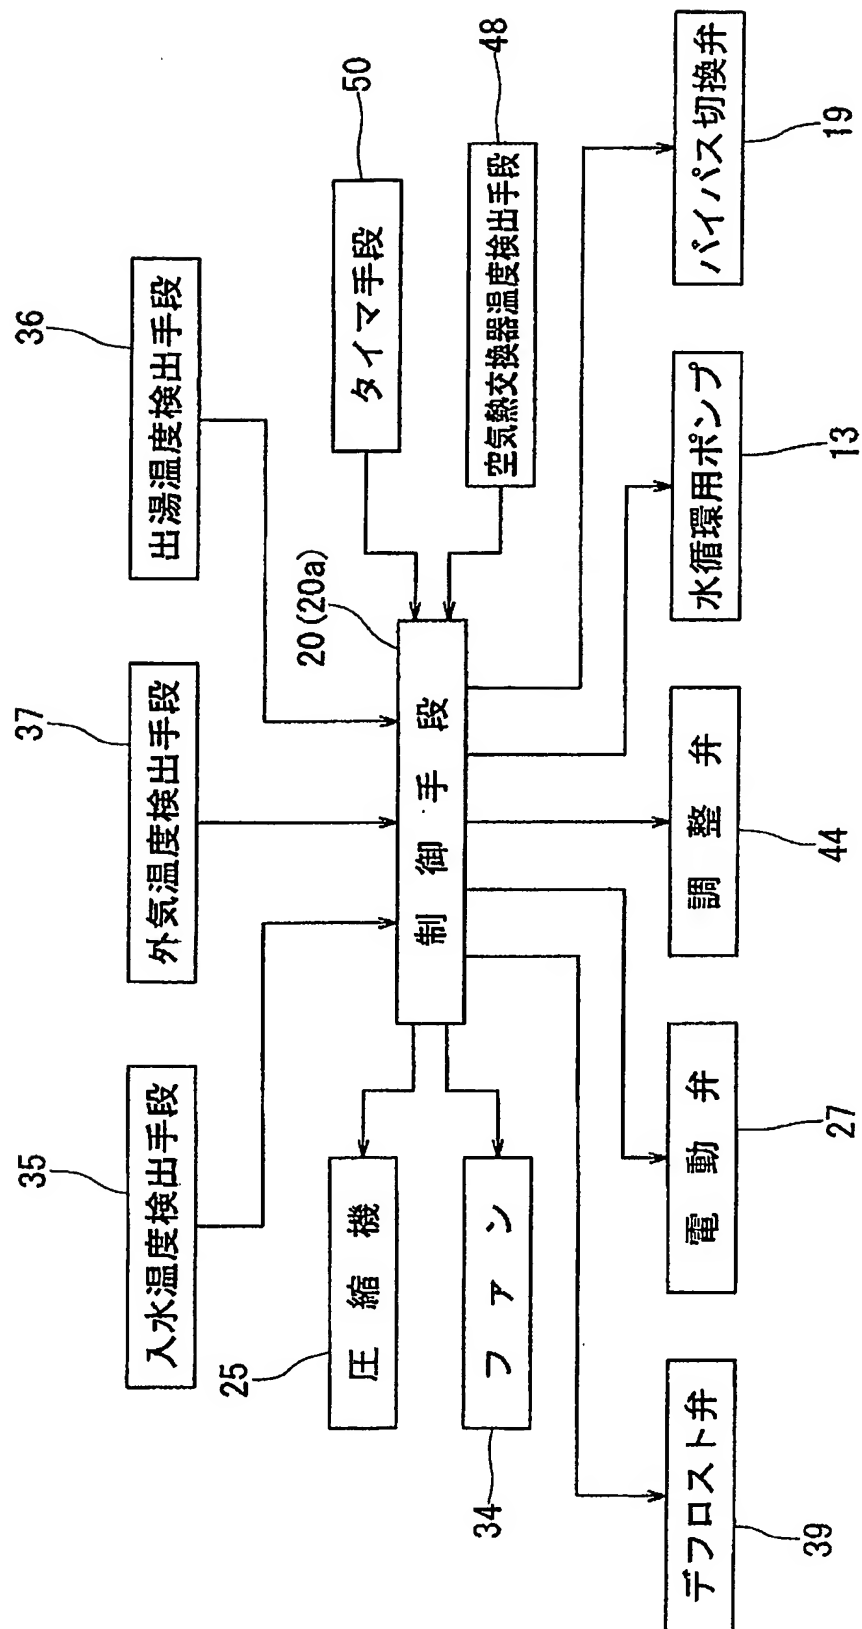 35
37
36
入水温度検出手段
外気温度検出手段
出湯温度検出手段
50
25
圧縮機
20(20a)
タイマ手段
制御手段
48
34
ファン
空気熱交換器温度検出手段
デフロスト弁
電動弁
調整弁
水循環用ポンプ
バイパス切換弁
39
27
44
13
19